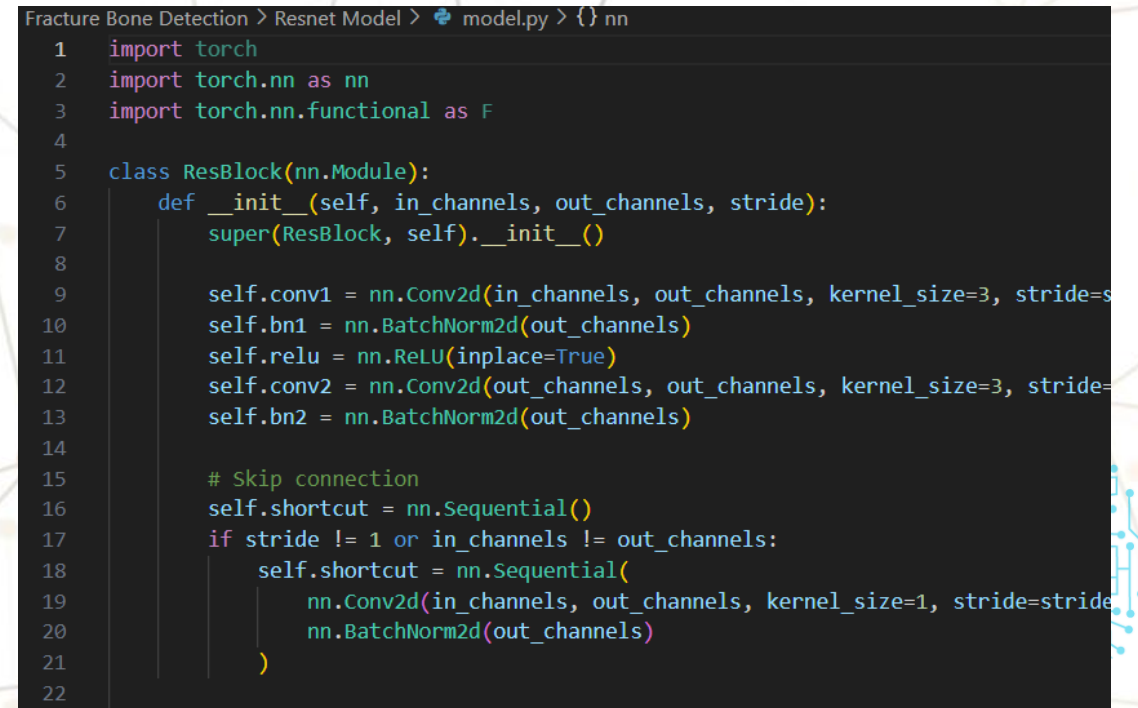 Fracture Bone Detection > Resnet Model > model.py > {} nn
1 import torch
2 import torch.nn as nn
3 import torch.nn.functional as F
4
5 class ResBlock(nn.Module):
6 def __init__(self, in_channels, out_channels, stride):
7 super(ResBlock, self).__init__()
8
9 self.conv1 = nn.Conv2d(in_channels, out_channels, kernel_size=3, stride=s
10 self.bn1 = nn.BatchNorm2d(out_channels)
11 self.relu = nn.ReLU(inplace=True)
12 self.conv2 = nn.Conv2d(out_channels, out_channels, kernel_size=3, stride=
13 self.bn2 = nn.BatchNorm2d(out_channels)
14
15 # Skip connection
16 self.shortcut = nn.Sequential()
17 if stride != 1 or in_channels != out_channels:
18 self.shortcut = nn.Sequential(
19 nn.Conv2d(in_channels, out_channels, kernel_size=1, stride=stride
20 nn.BatchNorm2d(out_channels)
21 )
22